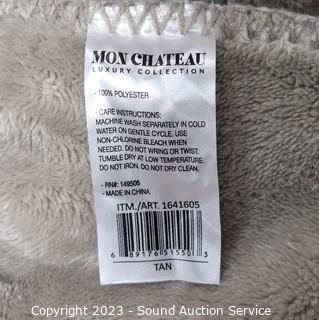 MON CHATEAU
LUXURY COLLECTION
- 100% POLYESTER
- CARE INSTRUCTIONS:
MACHINE WASH SEPARATELY IN COLD
WATER ON GENTLE CYCLE. USE
NON-CHLORINE BLEACH WHEN
NEEDED. DO NOT WRING OR TWIST.
TUMBLE DRY AT LOW TEMPERATURE.
DO NOT IRON. DO NOT DRY CLEAN.
- RN#: 149506
- MADE IN CHINA
ITM./ART. 1641605
6 89176 51550 3
TAN
Copyright 2023 - Sound Auction Service